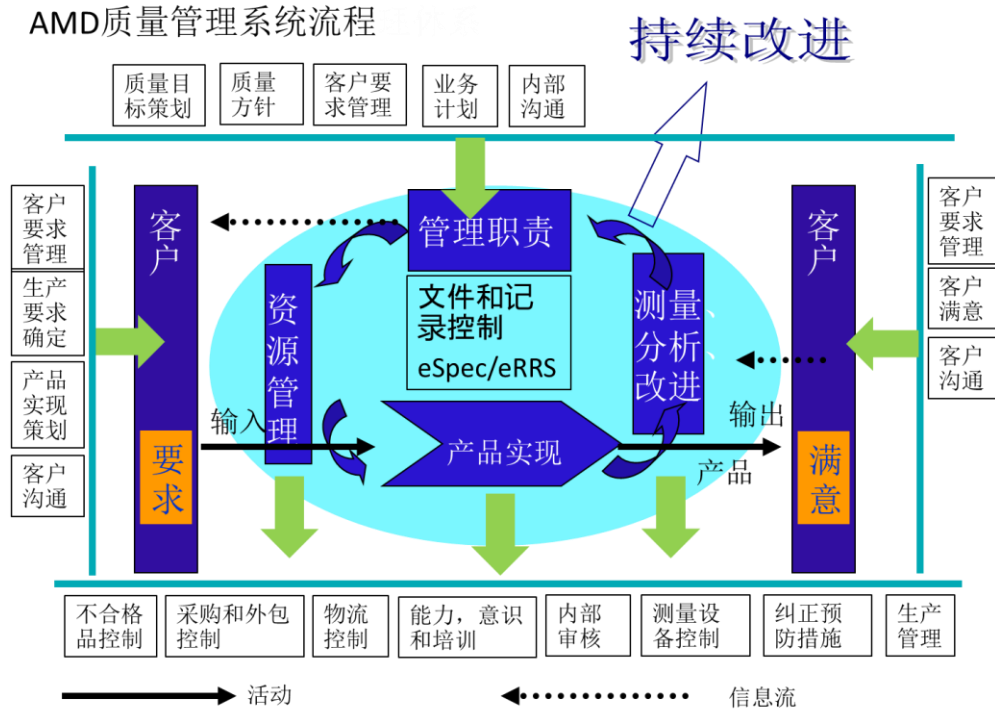 AMD质量管理系统流程
持续改进
质量目
标策划
质量
方针
客户要
求管理
业务
计划
内部
沟通
客户
要求
管理
生产
要求
确定
产品
实现
策划
客户
沟通
客户
要求
管理职责
资源管理
文件和记
录控制
eSpec/eRRS
测量、
分析、
改进
输入
产品实现
输出
产品
客户
满意
客户
要求
管理
客户
满意
客户
沟通
不合格
品控制
采购和外包
控制
物流
控制
能力，意识
和培训
内部
审核
测量设
备控制
纠正预
防措施
生产
管理
活动
信息流